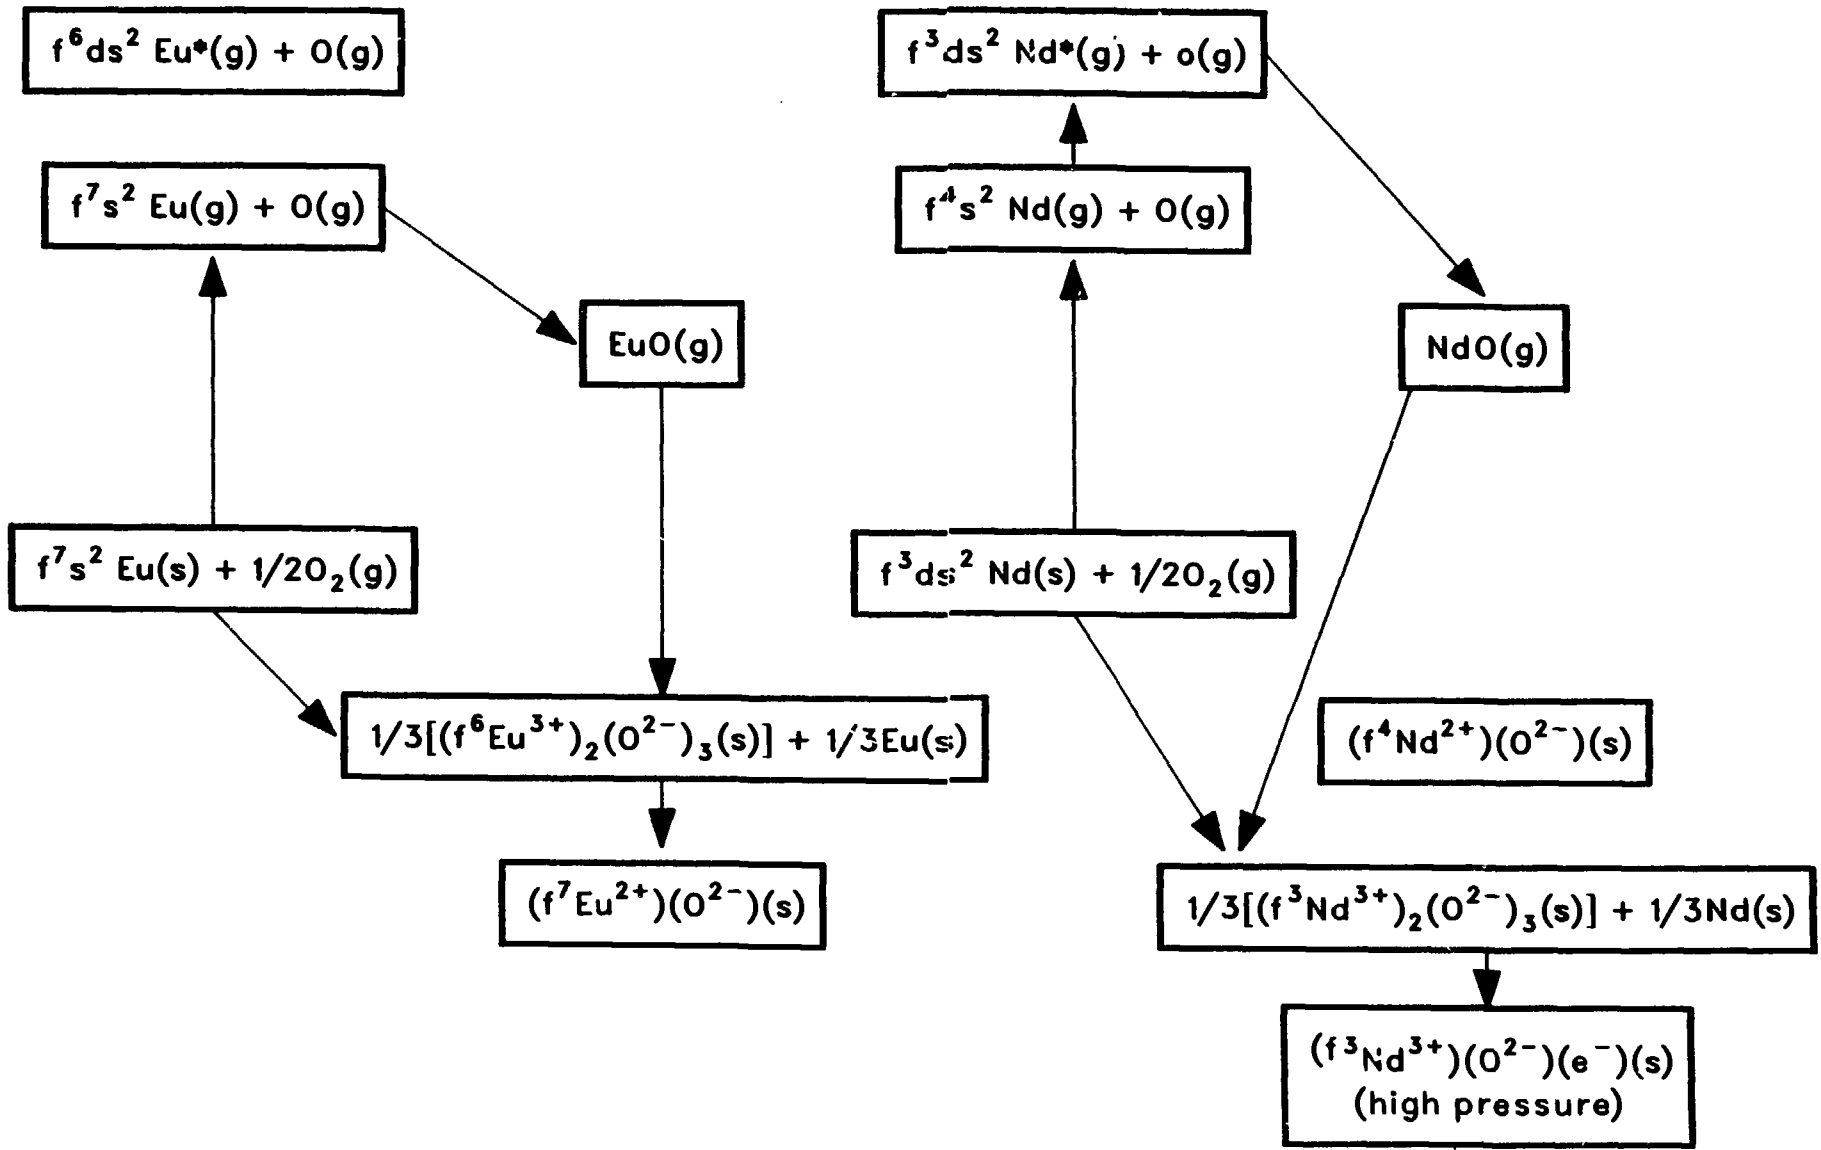 f⁶ds² Eu*(g) + O(g)
f³ds² Nd*(g) + o(g)
f⁷s² Eu(g) + O(g)
f⁴s² Nd(g) + O(g)
EuO(g)
NdO(g)
f⁷s² Eu(s) + 1/2O₂(g)
f³ds² Nd(s) + 1/2O₂(g)
1/3[(f⁶Eu³⁺)₂(O²⁻)₃(s)] + 1/3Eu(s)
(f⁴Nd²⁺)(O²⁻)(s)
(f⁷Eu²⁺)(O²⁻)(s)
1/3[(f³Nd³⁺)₂(O²⁻)₃(s)] + 1/3Nd(s)
(f³Nd³⁺)(O²⁻)(e⁻)(s)
(high pressure)